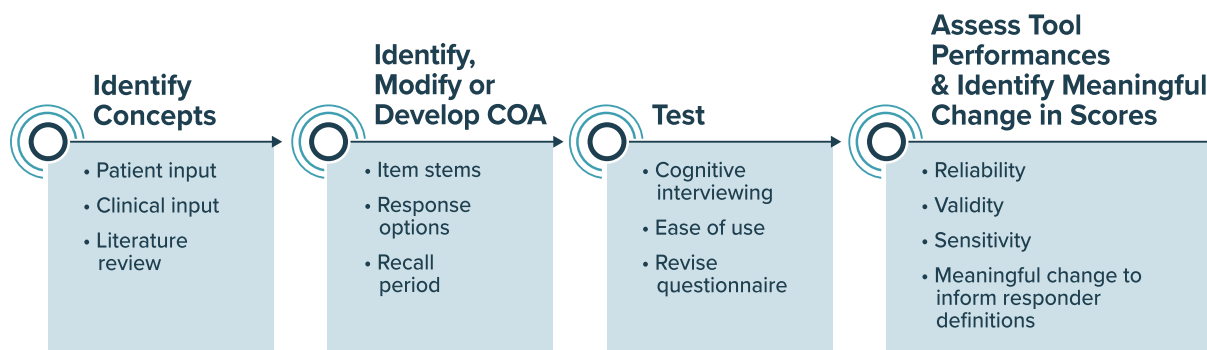 Identify
Concepts
• Patient input
• Clinical input
• Literature
review
Identify,
Modify or
Develop COA
• Item stems
• Response
options
• Recall
period
Test
• Cognitive
interviewing
• Ease of use
• Revise
questionnaire
Assess Tool
Performances
& Identify Meaningful
Change in Scores
• Reliability
• Validity
• Sensitivity
• Meaningful change to
inform responder
definitions